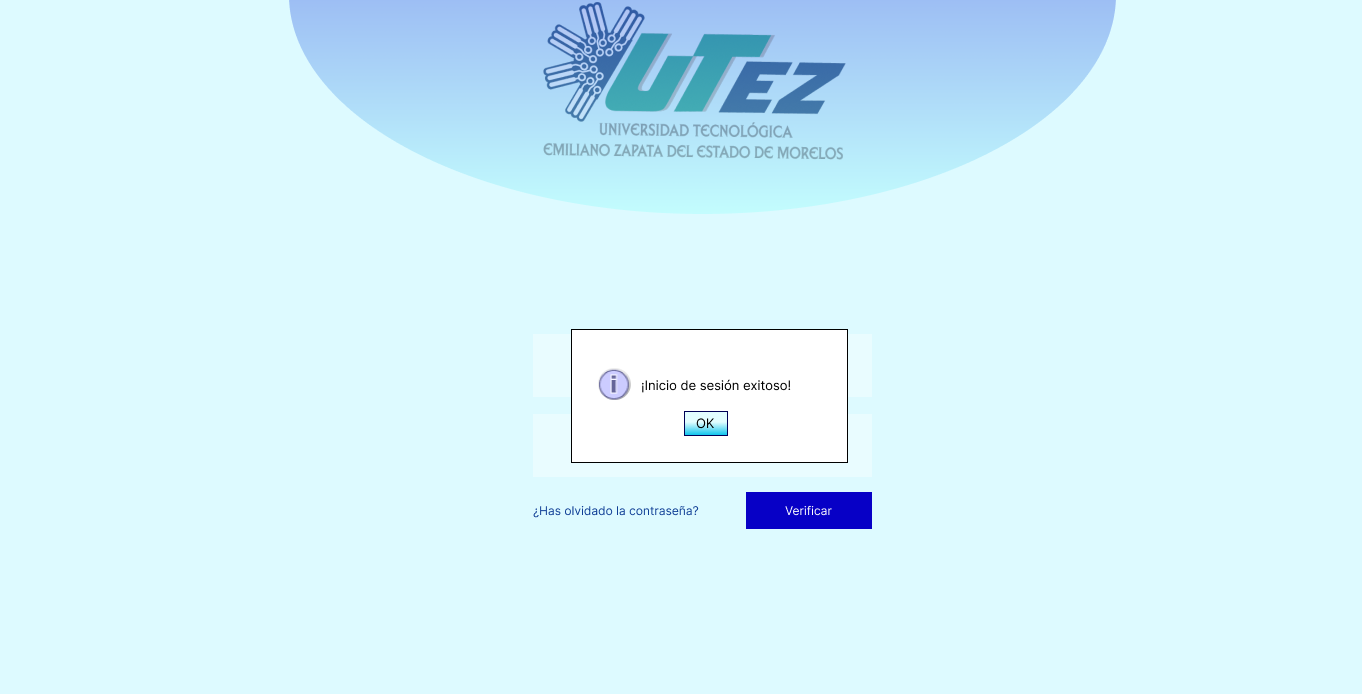 UTEZ
UNIVERSIDAD TECNOLÓGICA
EMILIANO ZAPATA DEL ESTADO DE MORELOS
¡Inicio de sesión exitoso!
OK
¿Has olvidado la contraseña?
Verificar